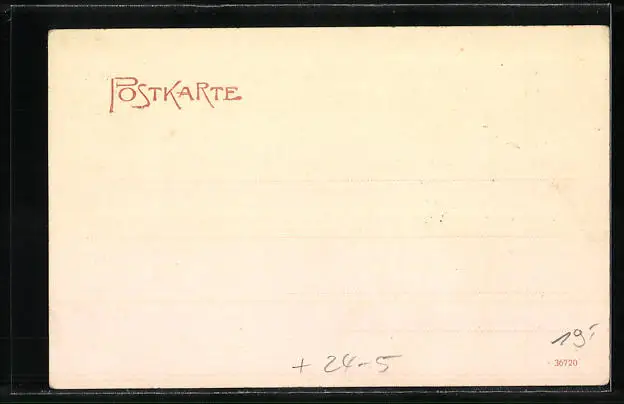 POSTKARTE
19,-
36720
+ 24-5